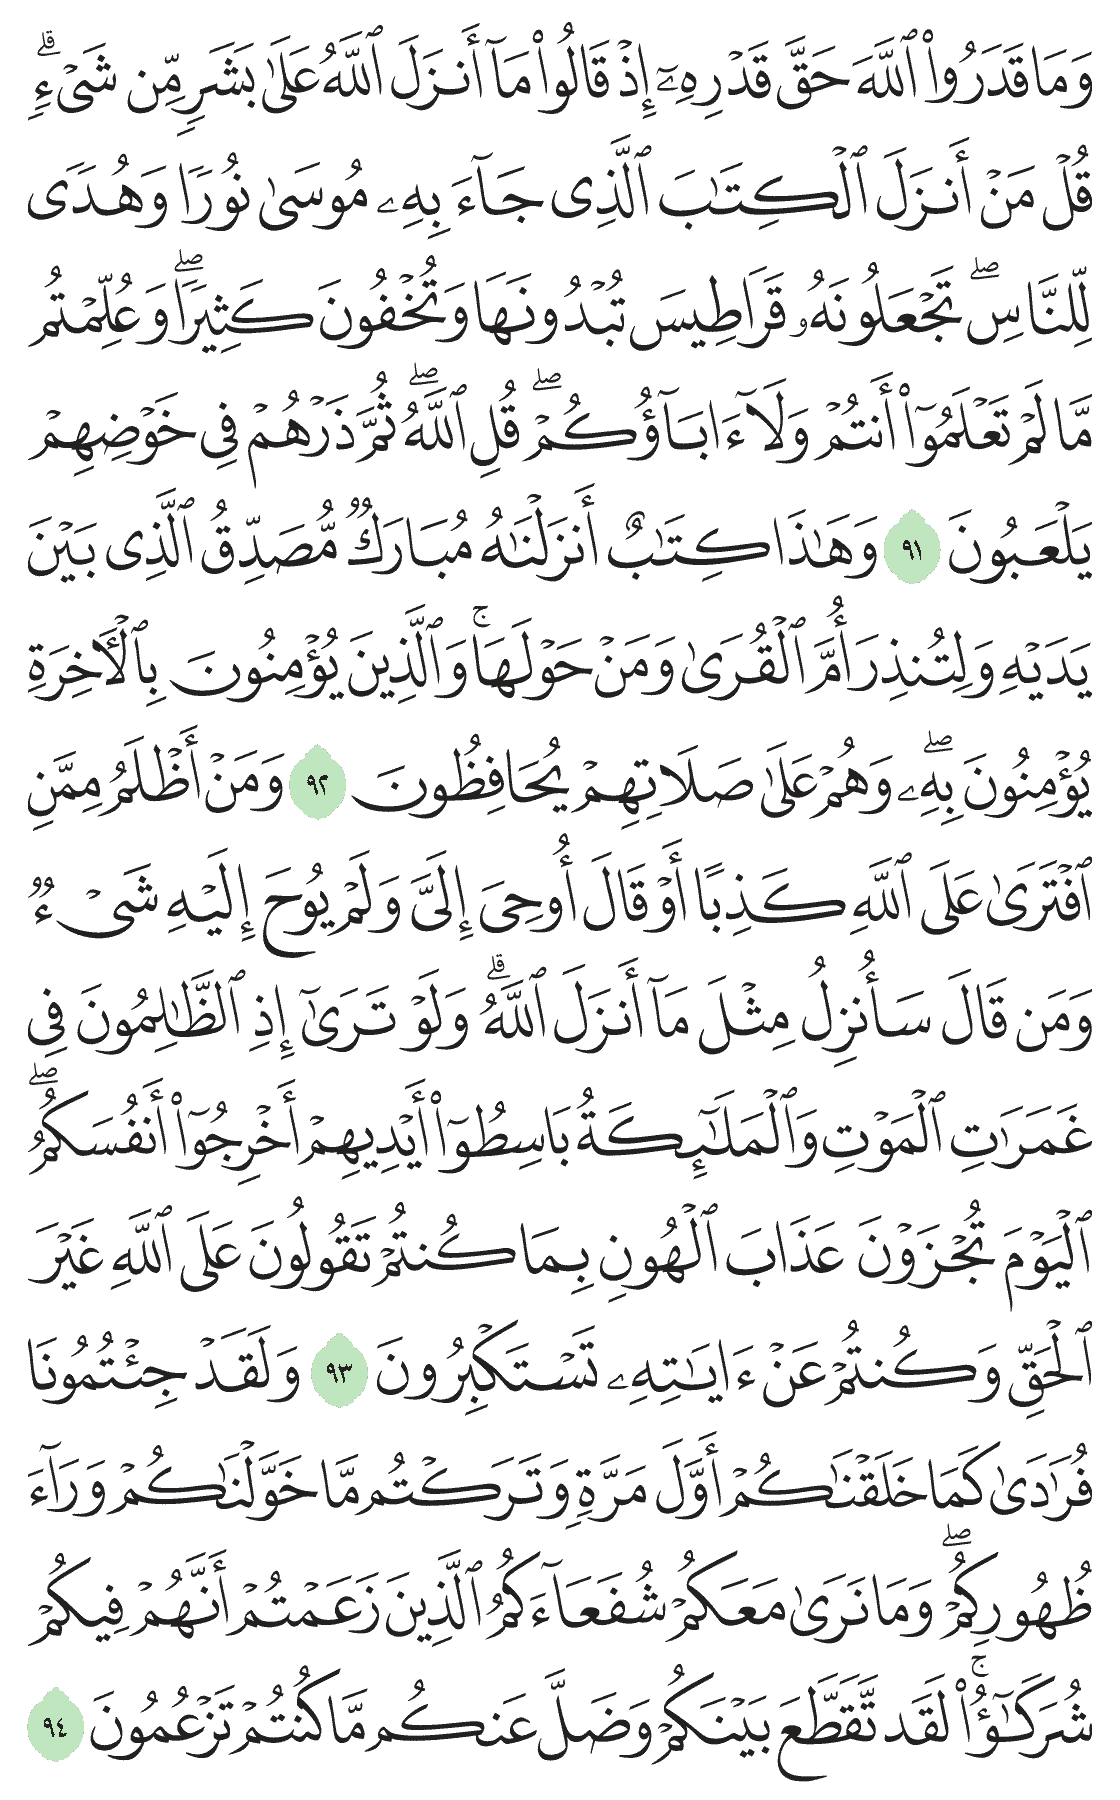 وَمَا قَدَرُوا۟ ٱللَّهَ حَقَّ قَدْرِهِۦٓ إِذْ قَالُوا۟ مَآ أَنزَلَ ٱللَّهُ عَلَىٰ بَشَرٍ مِّن شَىْءٍ ۗ
قُلْ مَنْ أَنزَلَ ٱلْكِتَـٰبَ ٱلَّذِى جَآءَ بِهِۦ مُوسَىٰ نُورًا وَهُدًى
لِّلنَّاسِ ۖ تَجْعَلُونَهُۥ قَرَاطِيسَ تُبْدُونَهَا وَتُخْفُونَ كَثِيرًا ۖ وَعُلِّمْتُم
مَّا لَمْ تَعْلَمُوٓا۟ أَنتُمْ وَلَآ ءَابَآؤُكُمْ ۖ قُلِ ٱللَّهُ ۖ ثُمَّ ذَرْهُمْ فِى خَوْضِهِمْ
يَلْعَبُونَ ٩١ وَهَـٰذَا كِتَـٰبٌ أَنزَلْنَـٰهُ مُبَارَكٌ مُّصَدِّقُ ٱلَّذِى بَيْنَ
يَدَيْهِ وَلِتُنذِرَ أُمَّ ٱلْقُرَىٰ وَمَنْ حَوْلَهَا ۚ وَٱلَّذِينَ يُؤْمِنُونَ بِٱلْـَٔاخِرَةِ
يُؤْمِنُونَ بِهِۦ ۖ وَهُمْ عَلَىٰ صَلَاتِهِمْ يُحَافِظُونَ ٩٢ وَمَنْ أَظْلَمُ مِمَّنِ
ٱفْتَرَىٰ عَلَى ٱللَّهِ كَذِبًا أَوْ قَالَ أُوحِىَ إِلَىَّ وَلَمْ يُوحَ إِلَيْهِ شَىْءٌ
وَمَن قَالَ سَأُنزِلُ مِثْلَ مَآ أَنزَلَ ٱللَّهُ ۗ وَلَوْ تَرَىٰٓ إِذِ ٱلظَّـٰلِمُونَ فِى
غَمَرَٰتِ ٱلْمَوْتِ وَٱلْمَلَـٰٓئِكَةُ بَاسِطُوٓا۟ أَيْدِيهِمْ أَخْرِجُوٓا۟ أَنفُسَكُمُ ۖ
ٱلْيَوْمَ تُجْزَوْنَ عَذَابَ ٱلْهُونِ بِمَا كُنتُمْ تَقُولُونَ عَلَى ٱللَّهِ غَيْرَ
ٱلْحَقِّ وَكُنتُمْ عَنْ ءَايَـٰتِهِۦ تَسْتَكْبِرُونَ ٩٣ وَلَقَدْ جِئْتُمُونَا
فُرَٰدَىٰ كَمَا خَلَقْنَـٰكُمْ أَوَّلَ مَرَّةٍ وَتَرَكْتُم مَّا خَوَّلْنَـٰكُمْ وَرَآءَ
ظُهُورِكُمْ ۖ وَمَا نَرَىٰ مَعَكُمْ شُفَعَآءَكُمُ ٱلَّذِينَ زَعَمْتُمْ أَنَّهُمْ فِيكُمْ
شُرَكَـٰٓؤُا۟ ۚ لَقَد تَّقَطَّعَ بَيْنَكُمْ وَضَلَّ عَنكُم مَّا كُنتُمْ تَزْعُمُونَ ٩٤